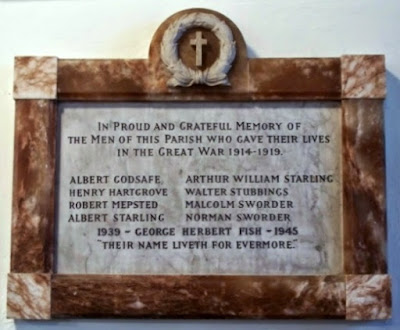 IN PROUD AND GRATEFUL MEMORY OF
THE MEN OF THIS PARISH WHO GAVE THEIR LIVES
IN THE GREAT WAR 1914-1919.
ALBERT GODSAFE ARTHUR WILLIAM STARLING
HENRY HARTGROVE WALTER STUBBINGS
ROBERT MEPSTED MALCOLM SWORDER
ALBERT STARLING NORMAN SWORDER
1939 - GEORGE HERBERT FISH - 1945
"THEIR NAME LIVETH FOR EVERMORE."